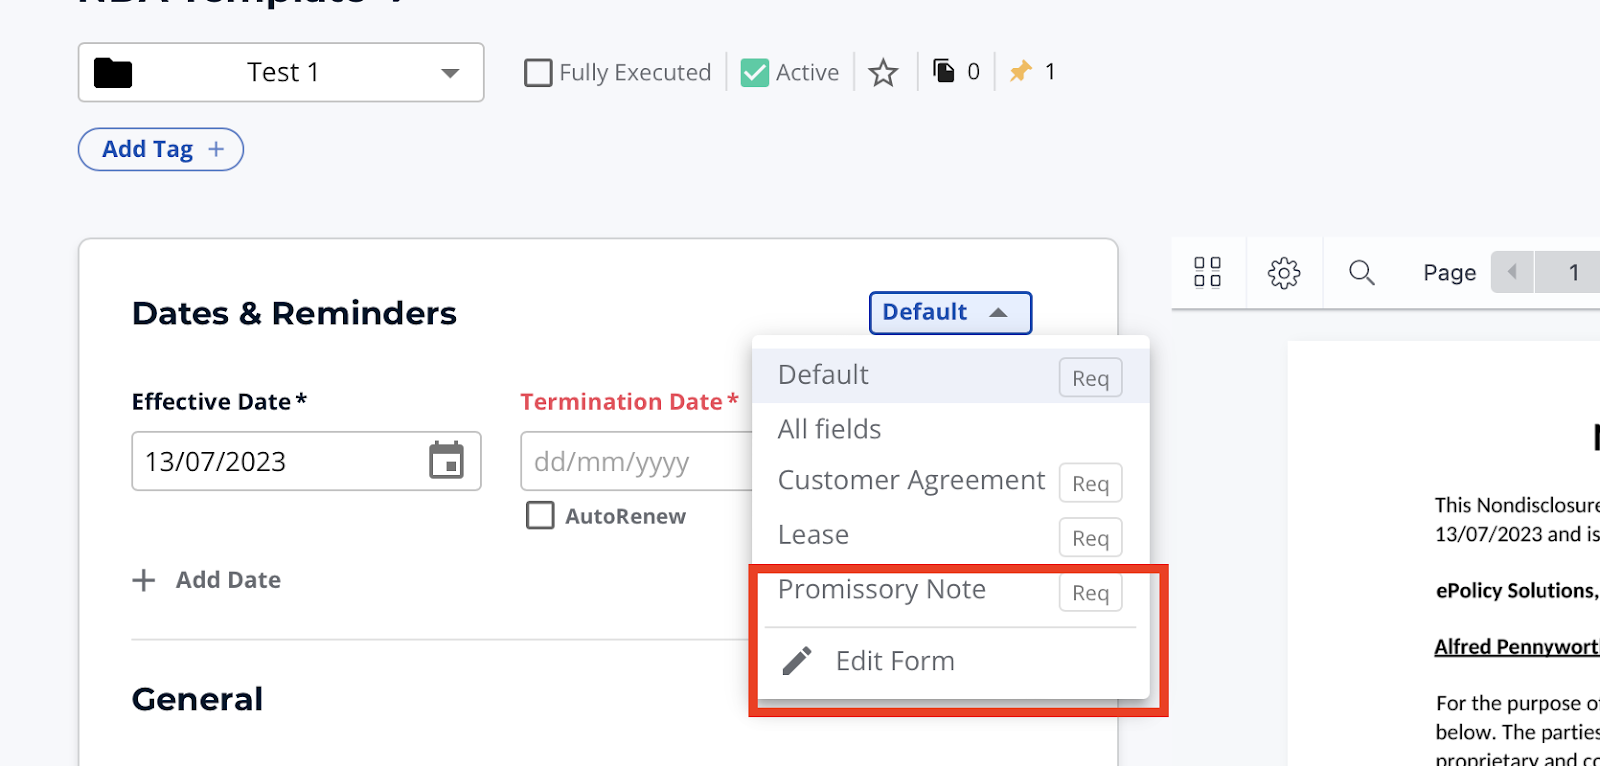 Test 1
Fully Executed
Active
0
1
Add Tag +
Dates & Reminders
Default
Page
1
Default Req
All fields
Customer Agreement Req
Lease Req
Promissory Note Req
Edit Form
Effective Date*
13/07/2023
Termination Date*
dd/mm/yyyy
AutoRenew
+ Add Date
General
This Nondisclosure
13/07/2023 and is
ePolicy Solutions,
Alfred Pennyworth
For the purpose of
below. The parties
proprietary and